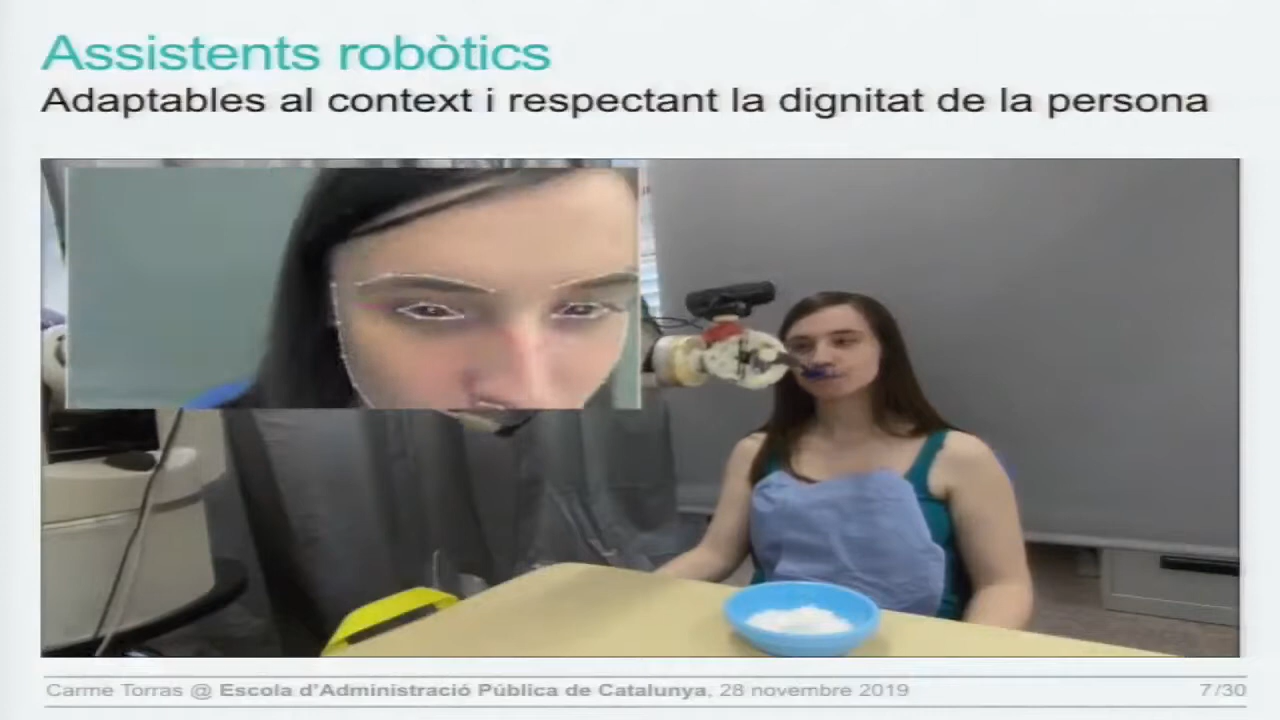 Assistents robòtics
Adaptables al context i respectant la dignitat de la persona
Carme Torras @ Escola d'Administració Pública de Catalunya, 28 novembre 2019
7/30